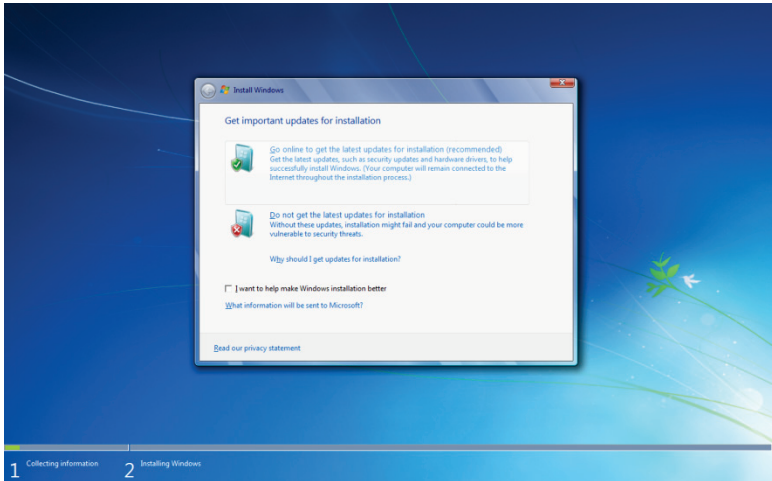 Install Windows
Get important updates for installation
Go online to get the latest updates for installation (recommended)
Get the latest updates, such as security updates and hardware drivers, to help
successfully install Windows. (Your computer will remain connected to the
Internet throughout the installation process.)
Do not get the latest updates for installation
Without these updates, installation might fail and your computer could be more
vulnerable to security threats.
Why should I get updates for installation?
I want to help make Windows installation better
What information will be sent to Microsoft?
Read our privacy statement
1 Collecting information 2 Installing Windows